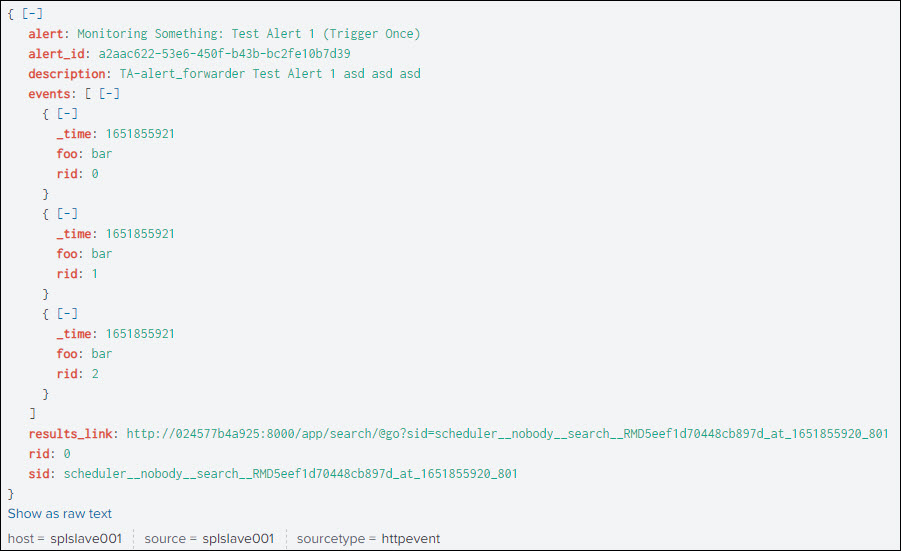 { [-]
alert: Monitoring Something: Test Alert 1 (Trigger Once)
alert_id: a2aac622-53e6-450f-b43b-bc2fe10b7d39
description: TA-alert_forwarder Test Alert 1 asd asd asd
events: [ [-]
{ [-]
_time: 1651855921
foo: bar
rid: 0
}
{ [-]
_time: 1651855921
foo: bar
rid: 1
}
{ [-]
_time: 1651855921
foo: bar
rid: 2
}
]
results_link: http://024577b4a925:8000/app/search/@go?sid=scheduler__nobody__search__RMD5eef1d70448cb897d_at_1651855920_801
rid: 0
sid: scheduler__nobody__search__RMD5eef1d70448cb897d_at_1651855920_801
}
Show as raw text
host = splslave001 source = splslave001 sourcetype = httpevent